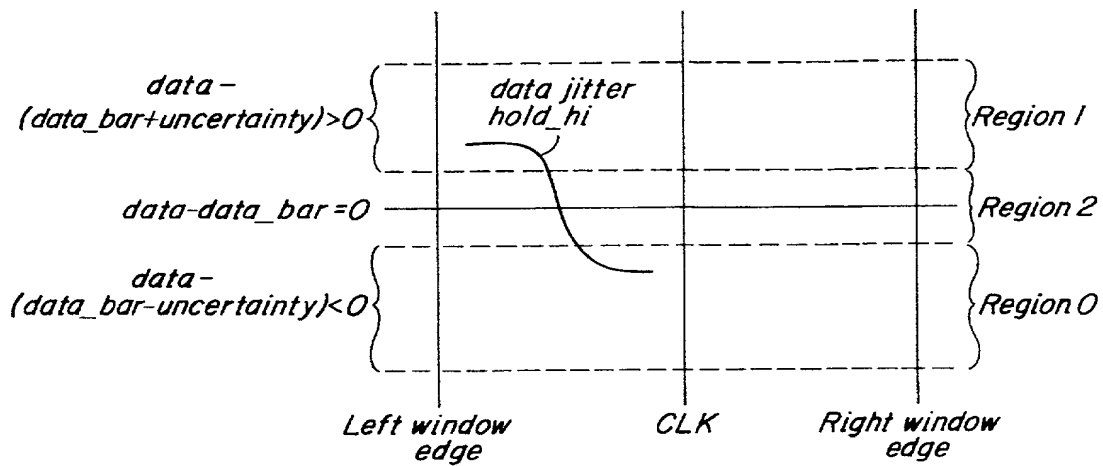 data-
(data_bar+uncertainty)>0
data jitter
hold_hi
Region 1
data-data_bar=0
Region 2
data-
(data_bar-uncertainty)<0
Region 0
Left window
edge
CLK
Right window
edge